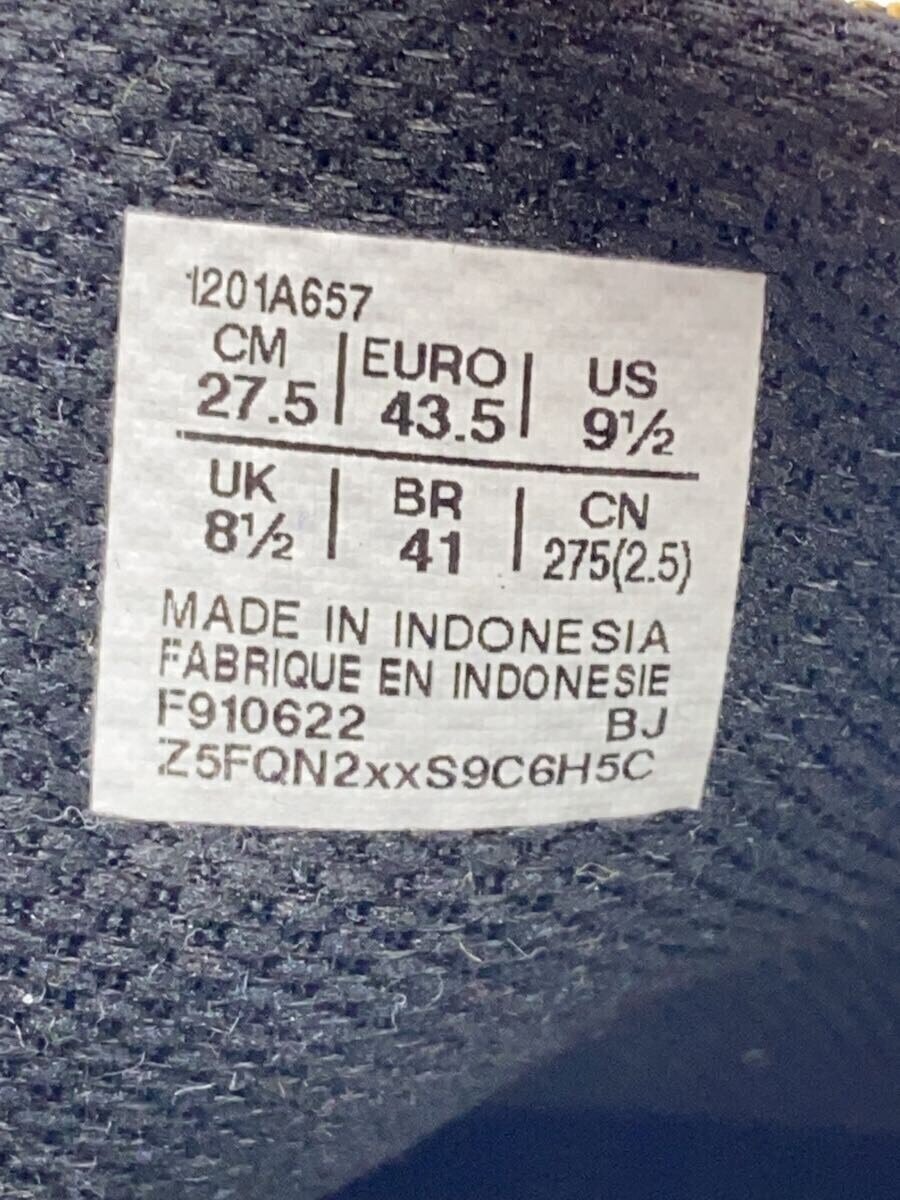 1201A657
CM | EURO | US
27.5 | 43.5 | 9½
UK | BR | CN
8½ | 41 | 275(2.5)
MADE IN INDONESIA
FABRIQUE EN INDONESIE
F910622 BJ
Z5FQN2xxS9C6H5C